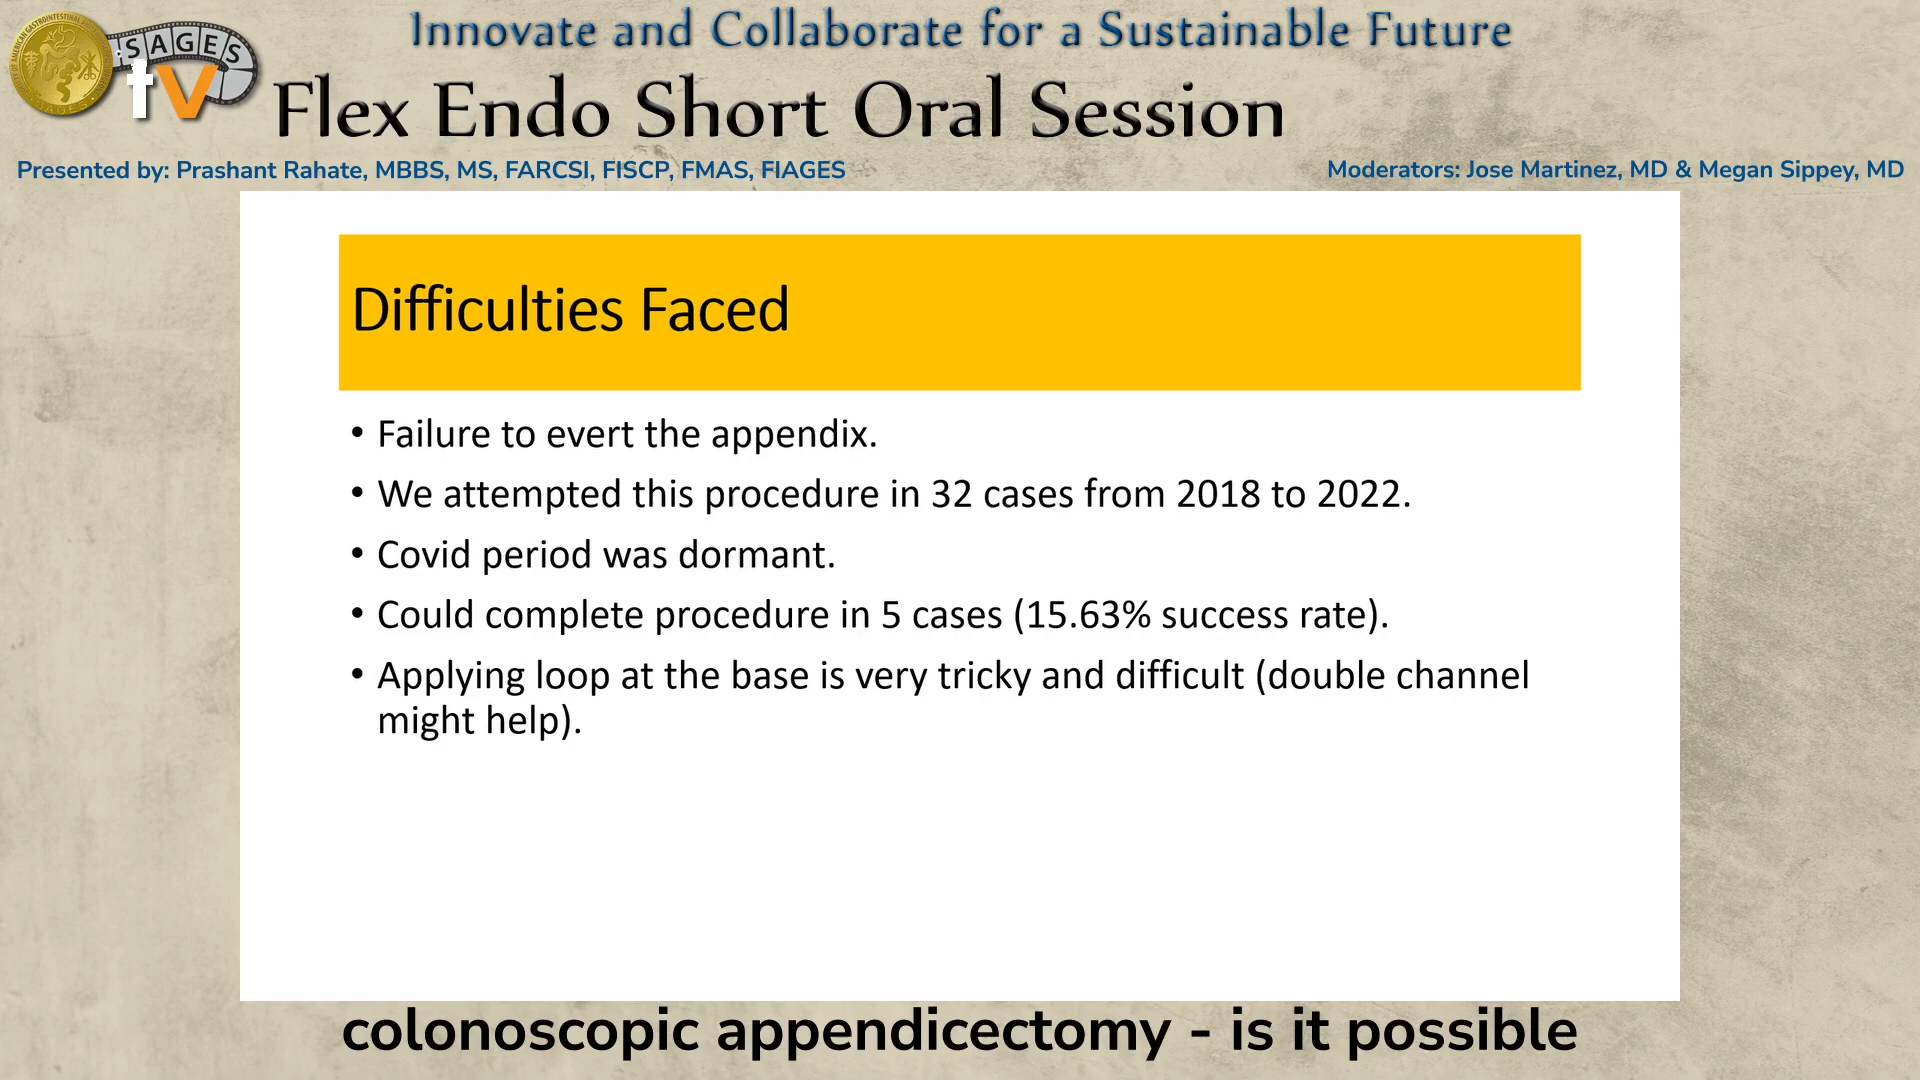 Innovate and Collaborate for a Sustainable Future
SAGES
tv
Flex Endo Short Oral Session
Presented by: Prashant Rahate, MBBS, MS, FARCSI, FISCP, FMAS, FIAGES
Moderators: Jose Martinez, MD & Megan Sippey, MD
Difficulties Faced
• Failure to evert the appendix.
• We attempted this procedure in 32 cases from 2018 to 2022.
• Covid period was dormant.
• Could complete procedure in 5 cases (15.63% success rate).
• Applying loop at the base is very tricky and difficult (double channel
might help).
colonoscopic appendicectomy - is it possible